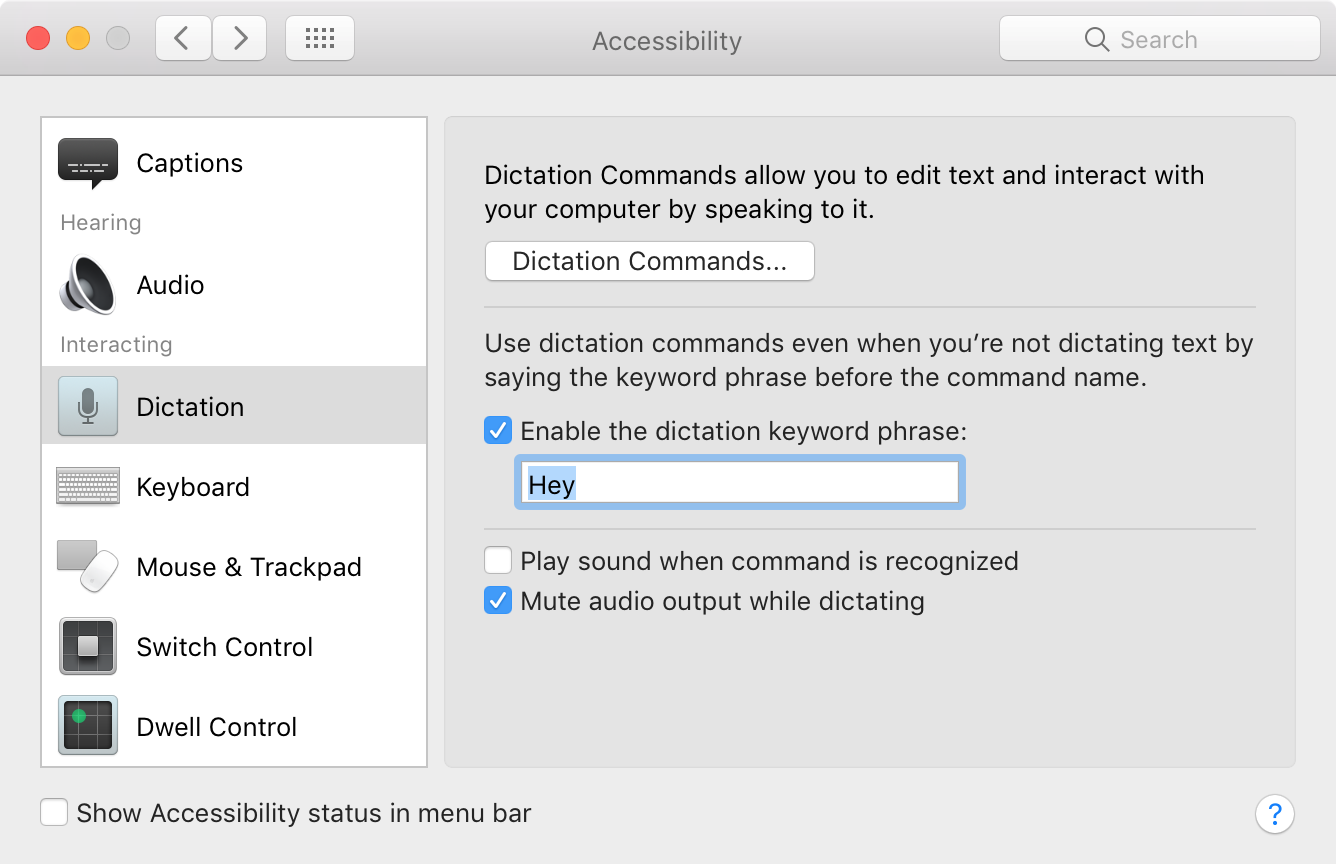 Accessibility
Search
Captions
Hearing
Audio
Interacting
Dictation
Keyboard
Mouse & Trackpad
Switch Control
Dwell Control
Dictation Commands allow you to edit text and interact with
your computer by speaking to it.
Dictation Commands...
Use dictation commands even when you’re not dictating text by
saying the keyword phrase before the command name.
Enable the dictation keyword phrase:
Hey
Play sound when command is recognized
Mute audio output while dictating
Show Accessibility status in menu bar
?